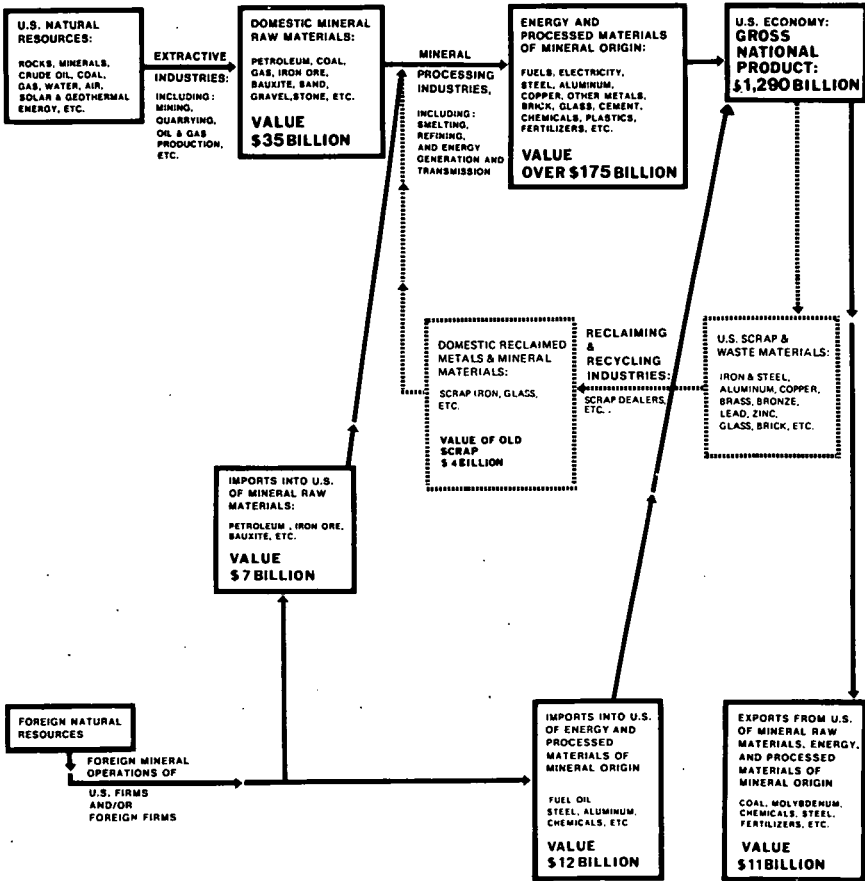 U.S. NATURAL
RESOURCES:
ROCKS, MINERALS,
CRUDE OIL, COAL,
GAS, WATER, AIR,
SOLAR & GEOTHERMAL
ENERGY, ETC.
EXTRACTIVE
INDUSTRIES:
INCLUDING:
MINING,
QUARRYING,
OIL & GAS
PRODUCTION,
ETC.
DOMESTIC MINERAL
RAW MATERIALS:
PETROLEUM, COAL,
GAS, IRON ORE,
BAUXITE, SAND,
GRAVEL, STONE, ETC.
VALUE
$35 BILLION
MINERAL
PROCESSING
INDUSTRIES,
INCLUDING:
SMELTING,
REFINING,
AND ENERGY
GENERATION AND
TRANSMISSION
ENERGY AND
PROCESSED MATERIALS
OF MINERAL ORIGIN:
FUELS, ELECTRICITY,
STEEL, ALUMINUM,
COPPER, OTHER METALS,
BRICK, GLASS, CEMENT,
CHEMICALS, PLASTICS,
FERTILIZERS, ETC.
VALUE
OVER $175 BILLION
U.S. ECONOMY:
GROSS
NATIONAL
PRODUCT:
$1,290 BILLION
DOMESTIC RECLAIMED
METALS & MINERAL
MATERIALS:
SCRAP IRON, GLASS,
ETC.
VALUE OF OLD
SCRAP
$4 BILLION
RECLAIMING
&
RECYCLING
INDUSTRIES:
SCRAP DEALERS,
ETC..
U.S. SCRAP &
WASTE MATERIALS:
IRON & STEEL,
ALUMINUM, COPPER,
BRASS, BRONZE,
LEAD, ZINC,
GLASS, BRICK, ETC.
IMPORTS INTO U.S.
OF MINERAL RAW
MATERIALS:
PETROLEUM, IRON ORE,
BAUXITE, ETC.
VALUE
$7 BILLION
FOREIGN NATURAL
RESOURCES
FOREIGN MINERAL
OPERATIONS OF
U.S. FIRMS
AND/OR
FOREIGN FIRMS
IMPORTS INTO U.S.
OF ENERGY AND
PROCESSED
MATERIALS OF
MINERAL ORIGIN
FUEL OIL
STEEL, ALUMINUM,
CHEMICALS, ETC
VALUE
$12 BILLION
EXPORTS FROM U.S.
OF MINERAL RAW
MATERIALS, ENERGY,
AND PROCESSED
MATERIALS OF
MINERAL ORIGIN
COAL, MOLYBDENUM,
CHEMICALS, STEEL,
FERTILIZERS, ETC.
VALUE
$11 BILLION